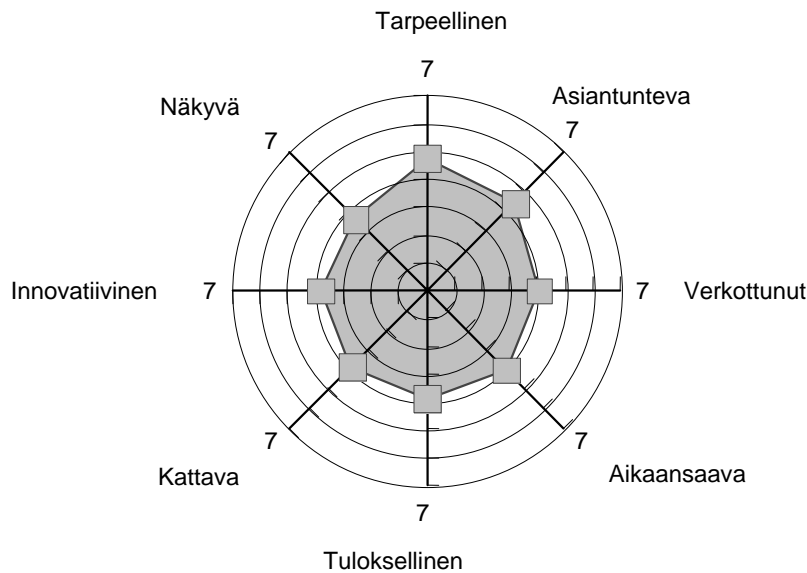 Tarpeellinen
7
Asiantunteva
7
Verkottunut
7
Aikaansaava
7
Tuloksellinen
7
Kattava
7
Innovatiivinen
7
Näkyvä
7